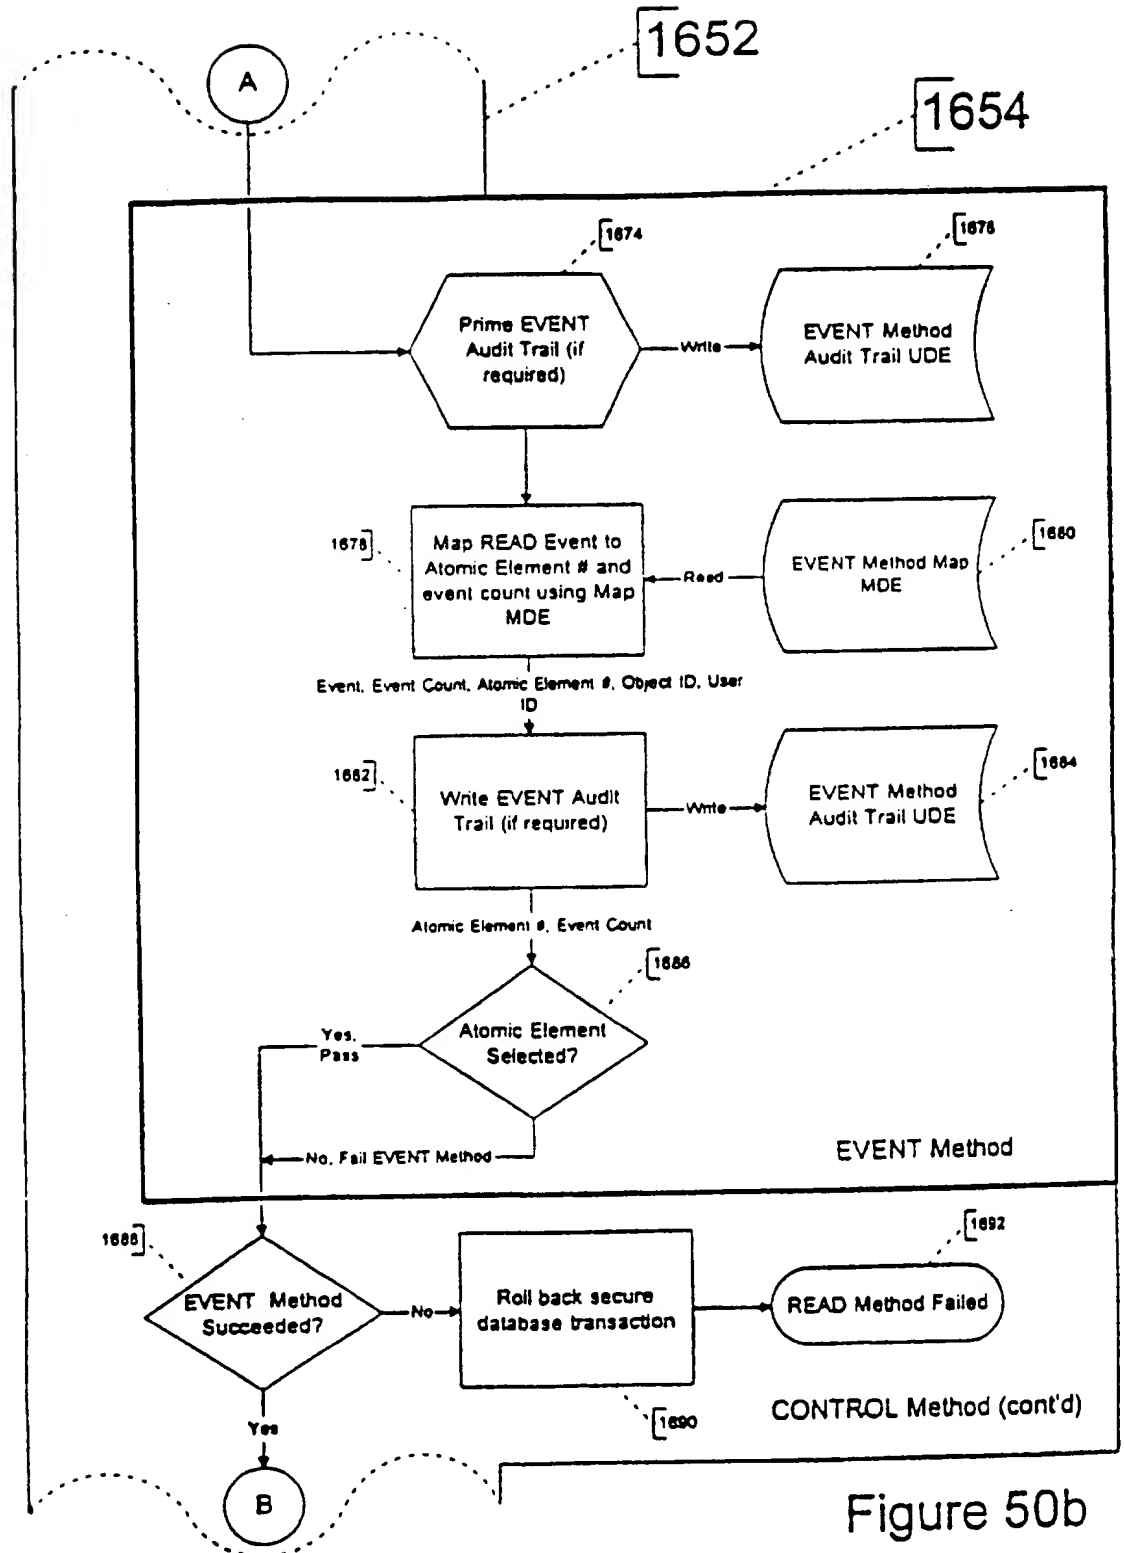 1652
A
1654
1674
1676
Prime EVENT
Audit Trail (if
required)
Write
EVENT Method
Audit Trail UDE
1678
Map READ Event to
Atomic Element # and
event count using Map
MDE
Read
EVENT Method Map
MDE
1680
Event, Event Count, Atomic Element #, Object ID, User
ID
1682
Write EVENT Audit
Trail (if required)
Write
EVENT Method
Audit Trail UDE
1684
Atomic Element #, Event Count
1686
Atomic Element
Selected?
Yes,
Pass
No, Fail EVENT Method
EVENT Method
1688
EVENT Method
Succeeded?
No
Roll back secure
database transaction
1692
READ Method Failed
1690
CONTROL Method (cont'd)
Yes
B
Figure 50b